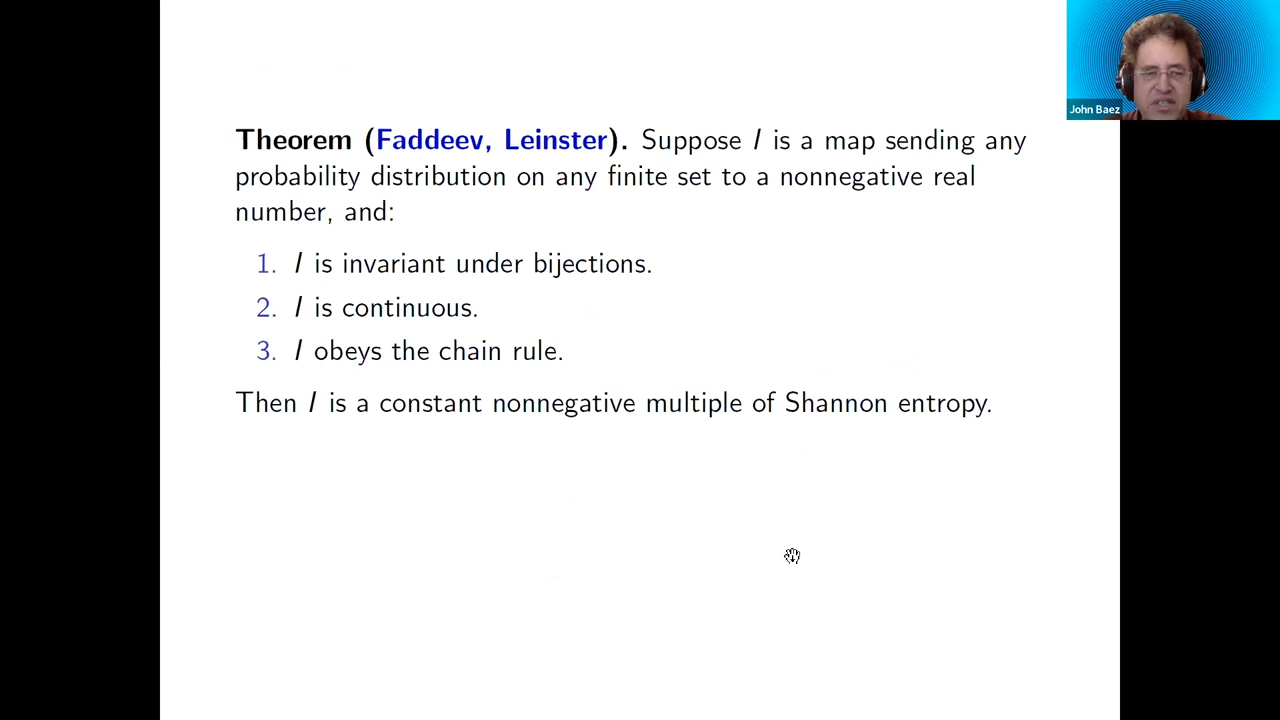 John Baez
Theorem (Faddeev, Leinster). Suppose I is a map sending any
probability distribution on any finite set to a nonnegative real
number, and:
1. I is invariant under bijections.
2. I is continuous.
3. I obeys the chain rule.
Then I is a constant nonnegative multiple of Shannon entropy.